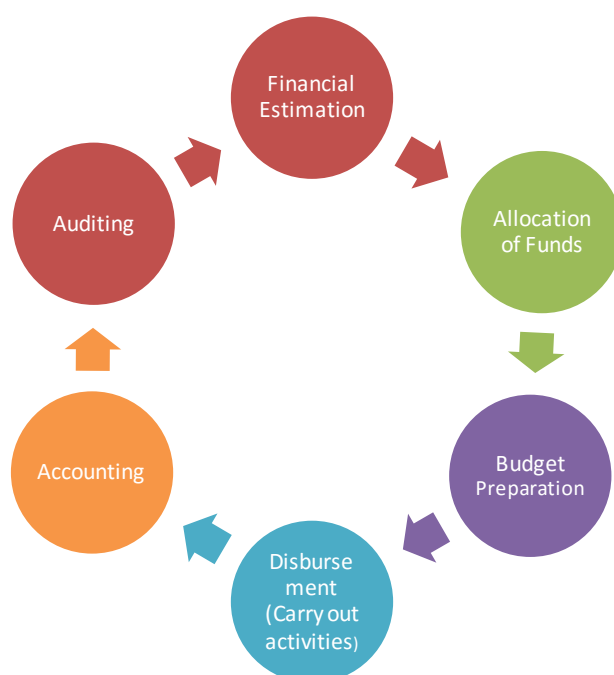 Financial
Estimation
Allocation
of Funds
Budget
Preparation
Disburse
ment
(Carry out
activities)
Accounting
Auditing